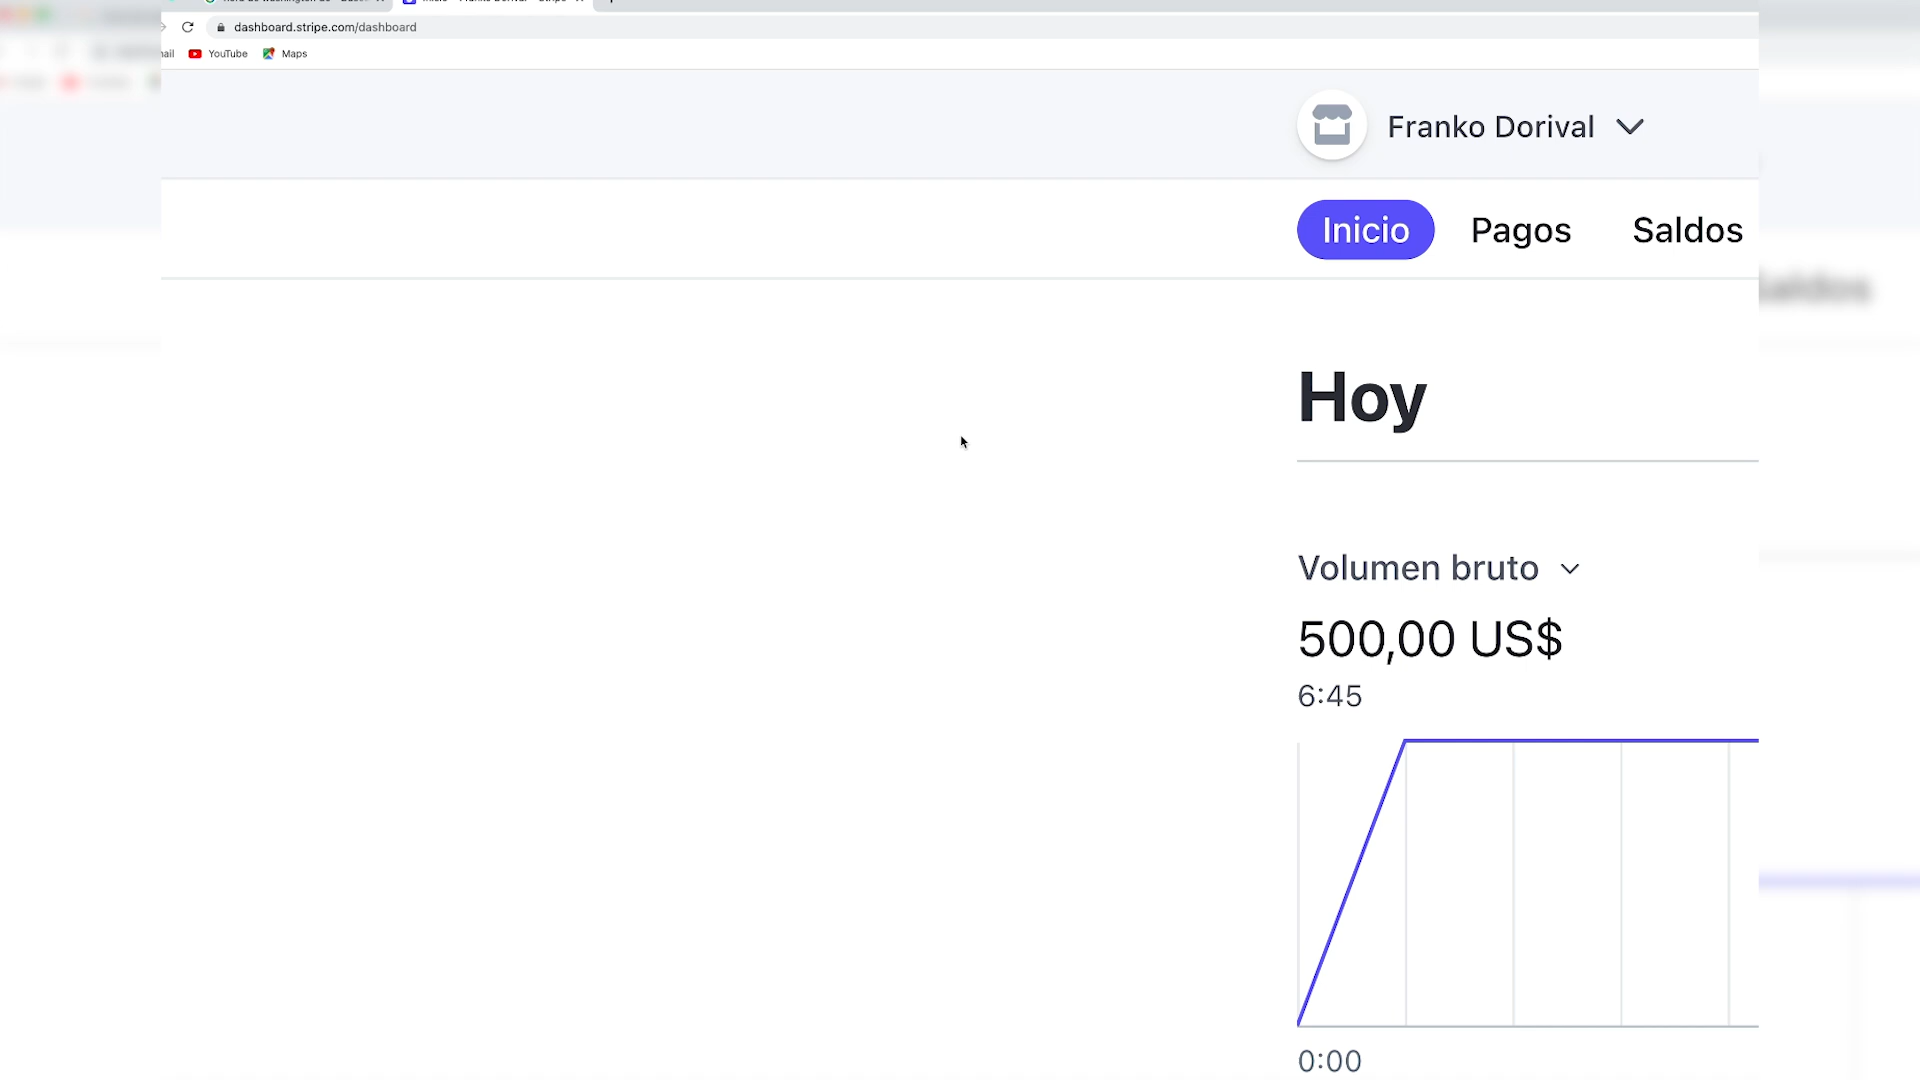 dashboard.stripe.com/dashboard
YouTube
Maps
Franko Dorival
Inicio
Pagos
Saldos
Hoy
Volumen bruto
500,00 US$
6:45
0:00
Saldos